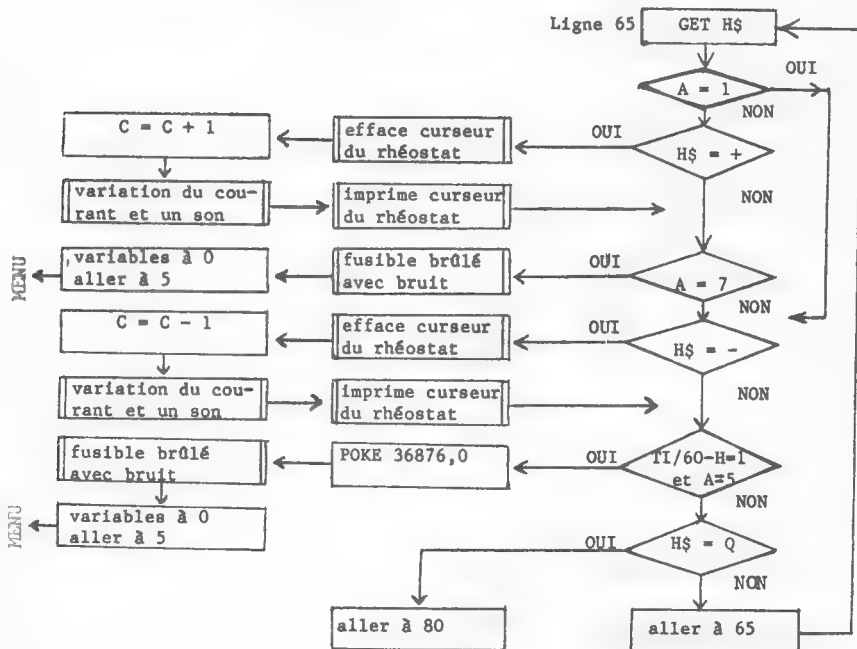 Ligne 65
GET H$
OUI
A = 1
NON
C = C + 1
efface curseur
du rhéostat
OUI
H$ = +
NON
variation du cou-
rant et un son
imprime curseur
du rhéostat
MENU
variables à 0
aller à 5
fusible brûlé
avec bruit
OUI
A = 7
NON
C = C - 1
efface curseur
du rhéostat
OUI
H$ = -
NON
variation du cou-
rant et un son
imprime curseur
du rhéostat
fusible brûlé
avec bruit
POKE 36876,0
OUI
TI/60-H=1
et A=5
NON
MENU
variables à 0
aller à 5
OUI
H$ = Q
NON
aller à 80
aller à 65